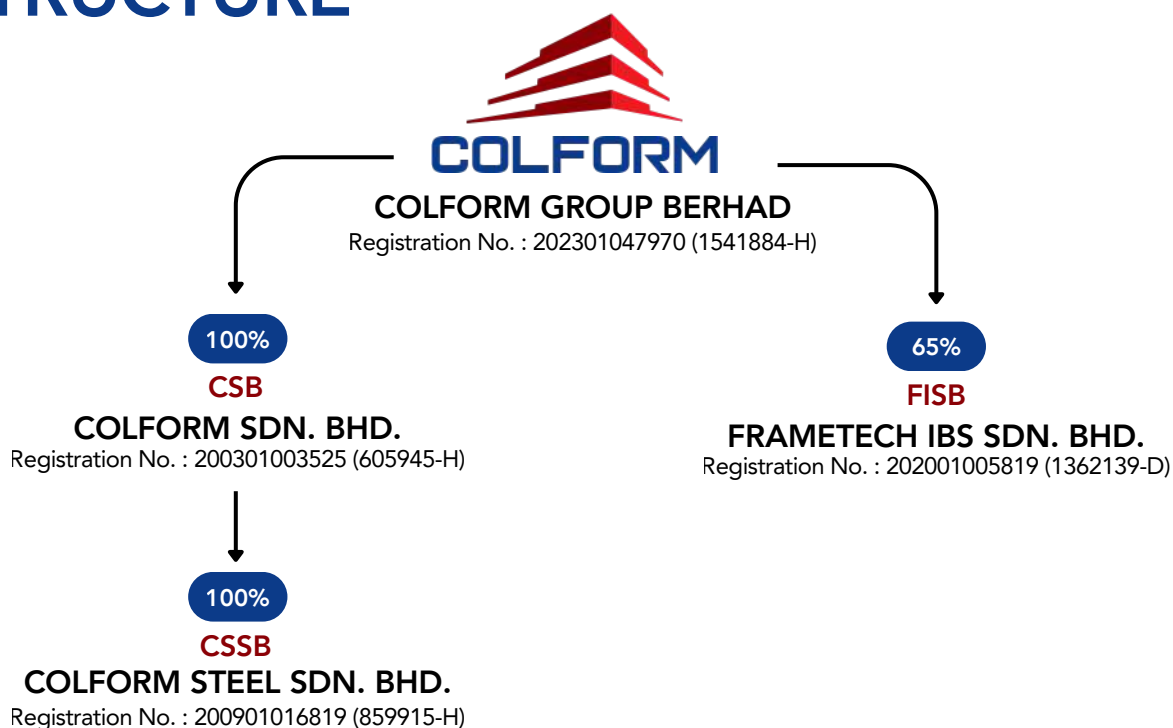 TRUCTURE
COLFORM
COLFORM GROUP BERHAD
Registration No. : 202301047970 (1541884-H)
100%
CSB
COLFORM SDN. BHD.
Registration No. : 200301003525 (605945-H)
65%
FISB
FRAMETECH IBS SDN. BHD.
Registration No. : 202001005819 (1362139-D)
100%
CSSB
COLFORM STEEL SDN. BHD.
Registration No. : 200901016819 (859915-H)